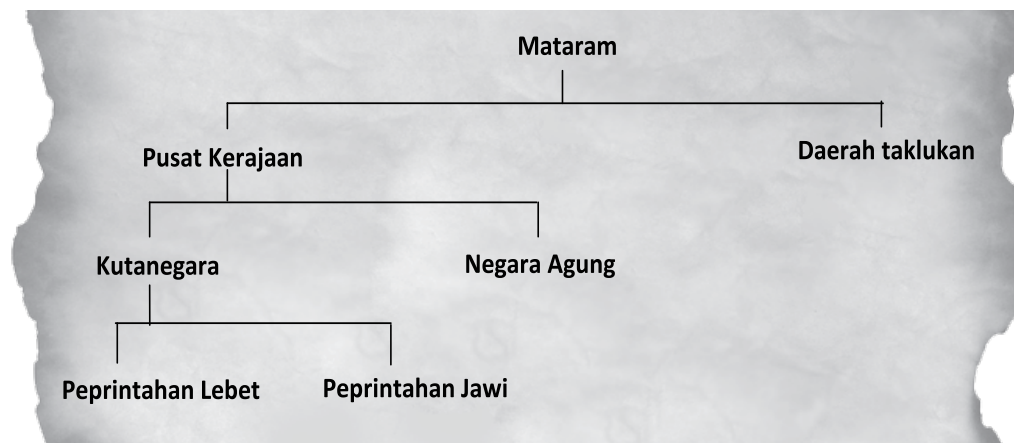 Mataram
Pusat Kerajaan
Daerah taklukan
Kutanegara
Negara Agung
Peprintahan Lebet
Peprintahan Jawi